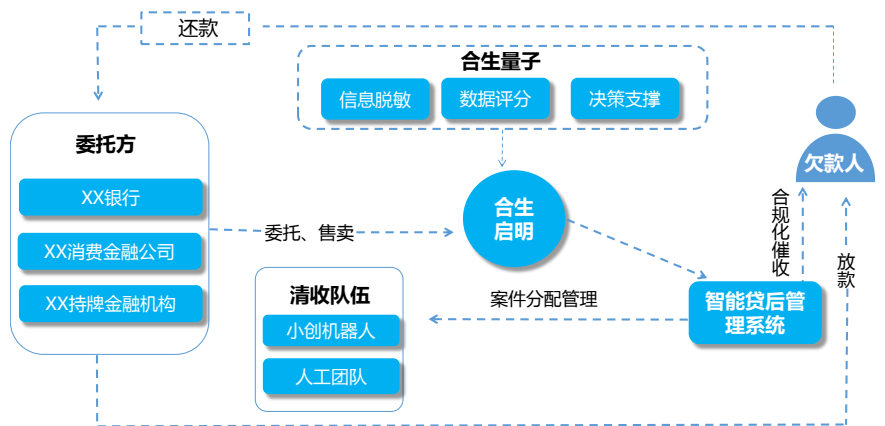 还款
合生量子
信息脱敏
数据评分
决策支撑
委托方
XX银行
XX消费金融公司
XX持牌金融机构
欠款人
合生
启明
委托、售卖
合规化催收
放款
清收队伍
小创机器人
人工团队
案件分配管理
智能贷后管
理系统